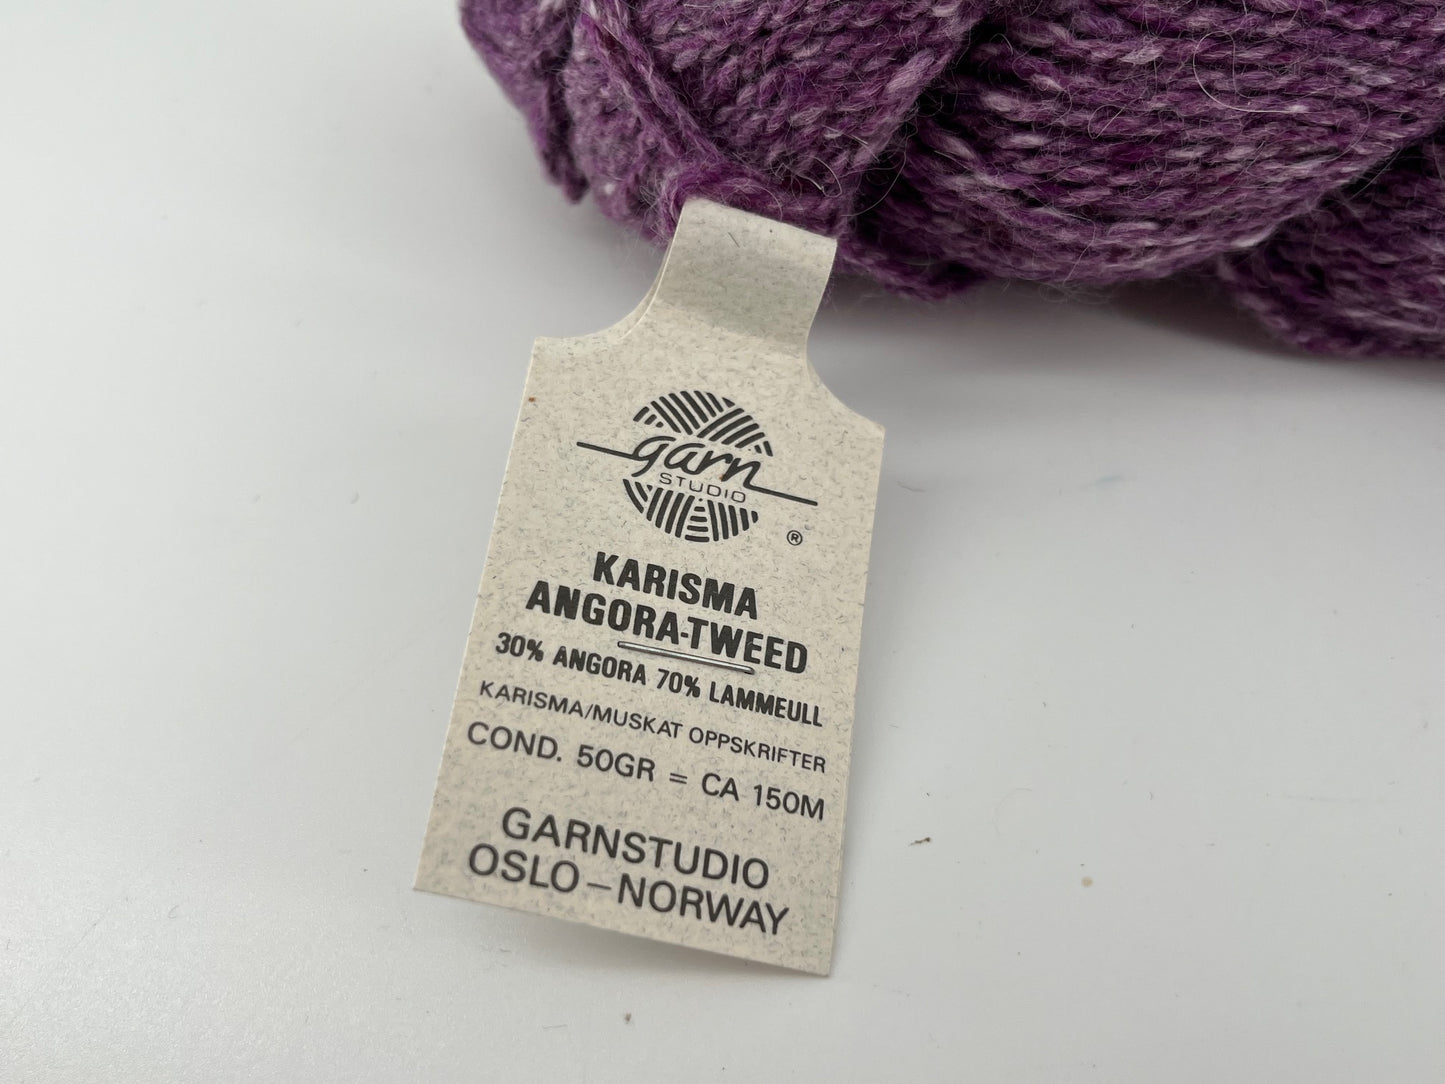 garn
STUDIO
®
KARISMA
ANGORA-TWEED
30% ANGORA 70% LAMMEULL
KARISMA/MUSKAT OPPSKRIFTER
COND. 50GR = CA 150M
GARNSTUDIO
OSLO – NORWAY